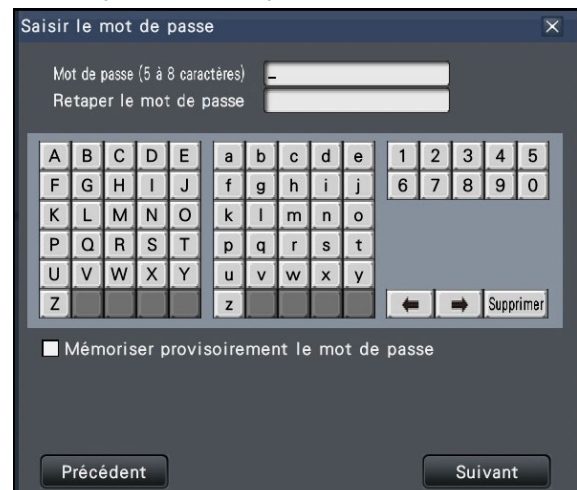 Saisir le mot de passe
Mot de passe (5 à 8 caractères)
Retaper le mot de passe
A B C D E a b c d e 1 2 3 4 5
F G H I J f g h i j 6 7 8 9 0
K L M N O k l m n o
P Q R S T p q r s t
U V W X Y u v w x y
Z z Supprimer
Mémoriser provisoirement le mot de passe
Précédent Suivant